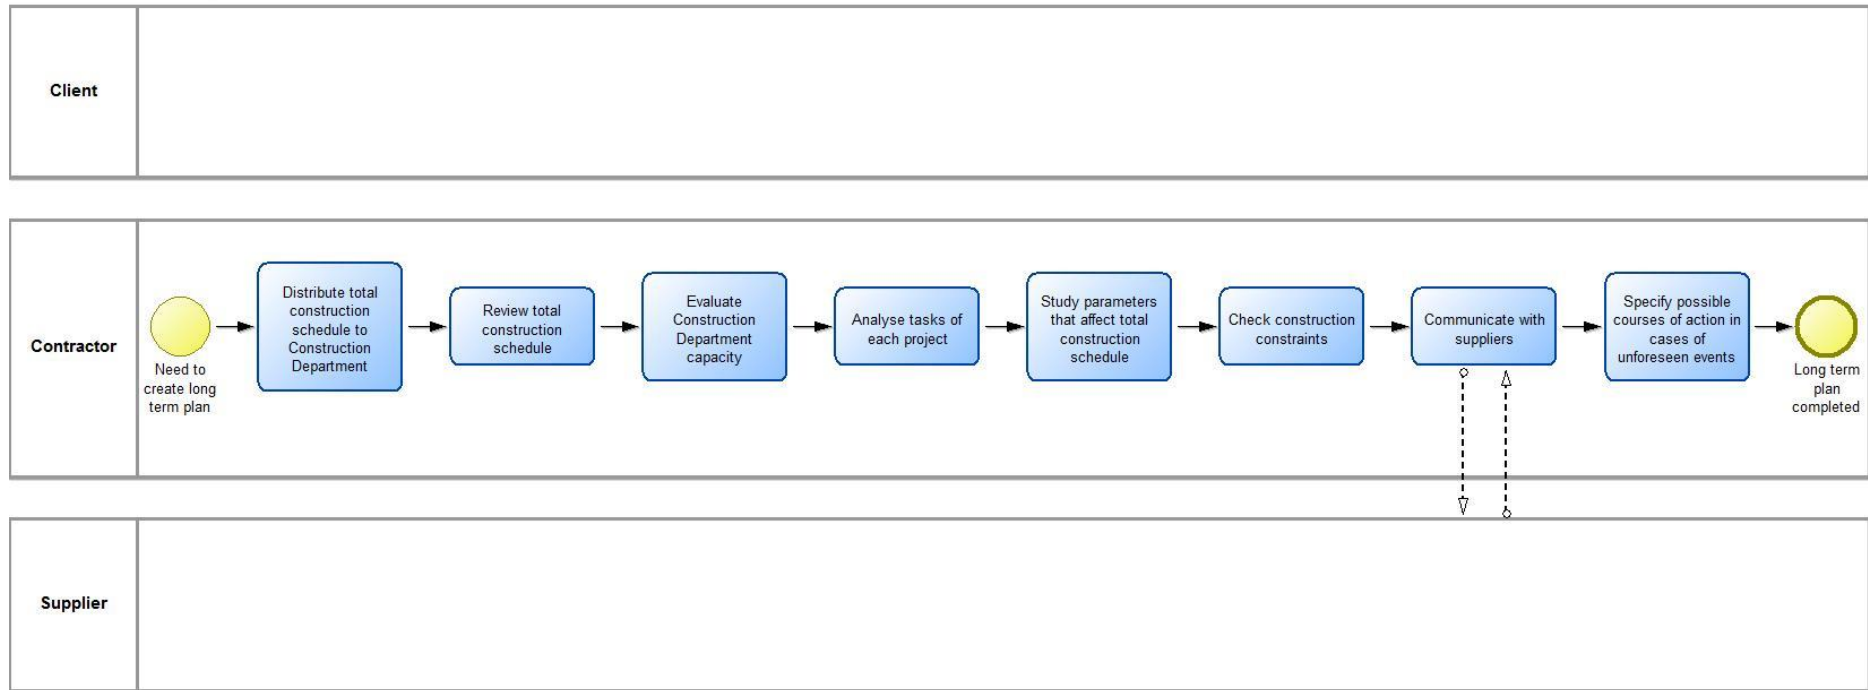 Client
Contractor
Need to
create long
term plan
Distribute total
construction
schedule to
Construction
Department
Review total
construction
schedule
Evaluate
Construction
Department
capacity
Analyse tasks of
each project
Study parameters
that affect total
construction
schedule
Check construction
constraints
Communicate with
suppliers
Specify possible
courses of action in
cases of
unforeseen events
Long term
plan
completed
Supplier